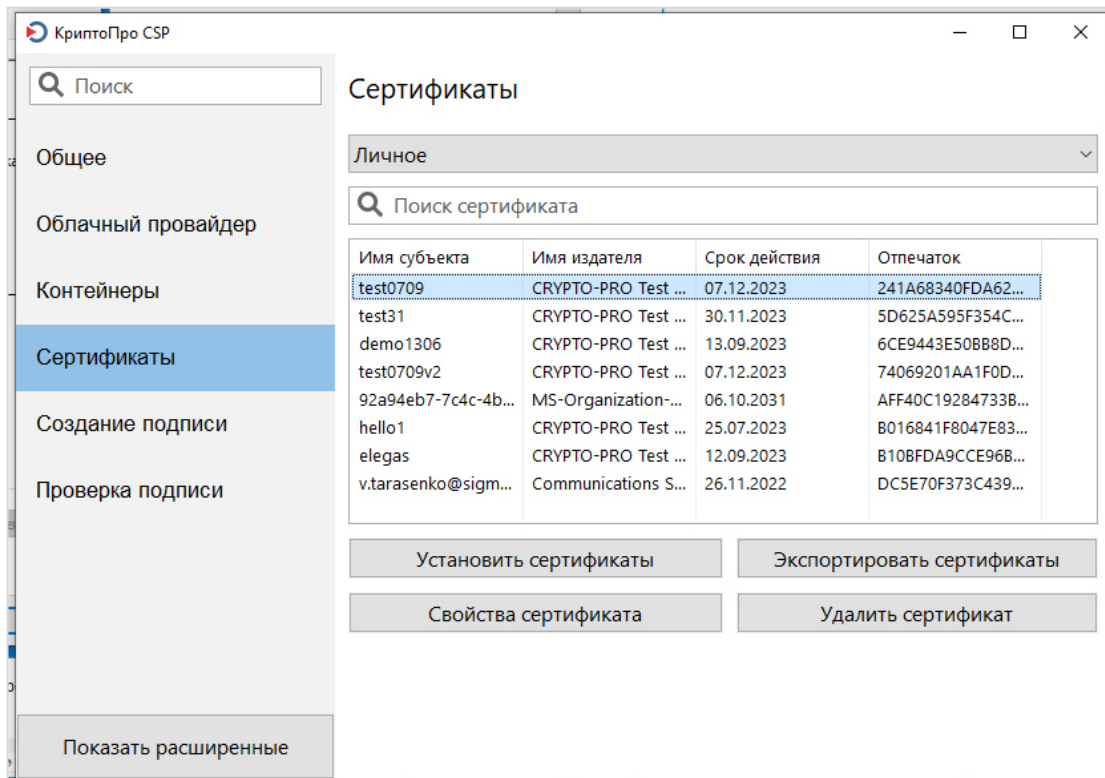 КриптоПро CSP
Поиск
Общее
Облачный провайдер
Контейнеры
Сертификаты
Создание подписи
Проверка подписи
Показать расширенные
Сертификаты
Личное
Поиск сертификата
Имя субъекта Имя издателя Срок действия Отпечаток
test0709 CRYPTO-PRO Test ... 07.12.2023 241A68340FDA62...
test31 CRYPTO-PRO Test ... 30.11.2023 5D625A595F354C...
demo1306 CRYPTO-PRO Test ... 13.09.2023 6CE9443E50BB8D...
test0709v2 CRYPTO-PRO Test ... 07.12.2023 74069201AA1F0D...
92a94eb7-7c4c-4b... MS-Organization-... 06.10.2031 AFF40C19284733B...
hello1 CRYPTO-PRO Test ... 25.07.2023 B016841F8047E83...
elegas CRYPTO-PRO Test ... 12.09.2023 B10BFDA9CCE96B...
v.tarasenko@sigm... Communications S... 26.11.2022 DC5E70F373C439...
Установить сертификаты Экспортировать сертификаты
Свойства сертификата Удалить сертификат